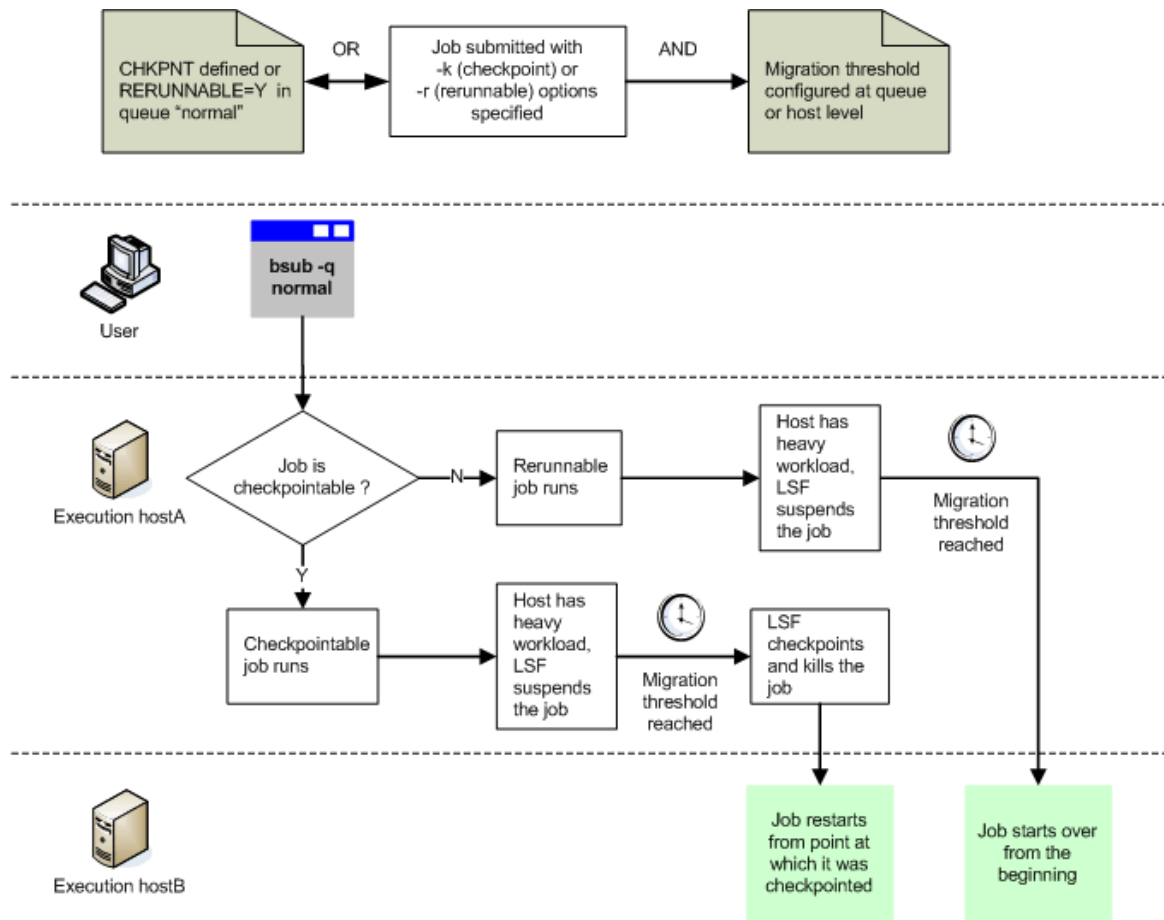 CHKPNT defined or
RERUNNABLE=Y in
queue “normal”
OR
Job submitted with
-k (checkpoint) or
-r (rerunnable) options
specified
AND
Migration threshold
configured at queue
or host level
User
bsub -q
normal
Execution hostA
Job is
checkpointable ?
N
Rerunnable
job runs
Host has
heavy
workload,
LSF
suspends
the job
Migration
threshold
reached
Y
Checkpointable
job runs
Host has
heavy
workload,
LSF
suspends
the job
Migration
threshold
reached
LSF
checkpoints
and kills the
job
Execution hostB
Job restarts
from point at
which it was
checkpointed
Job starts over
from the
beginning